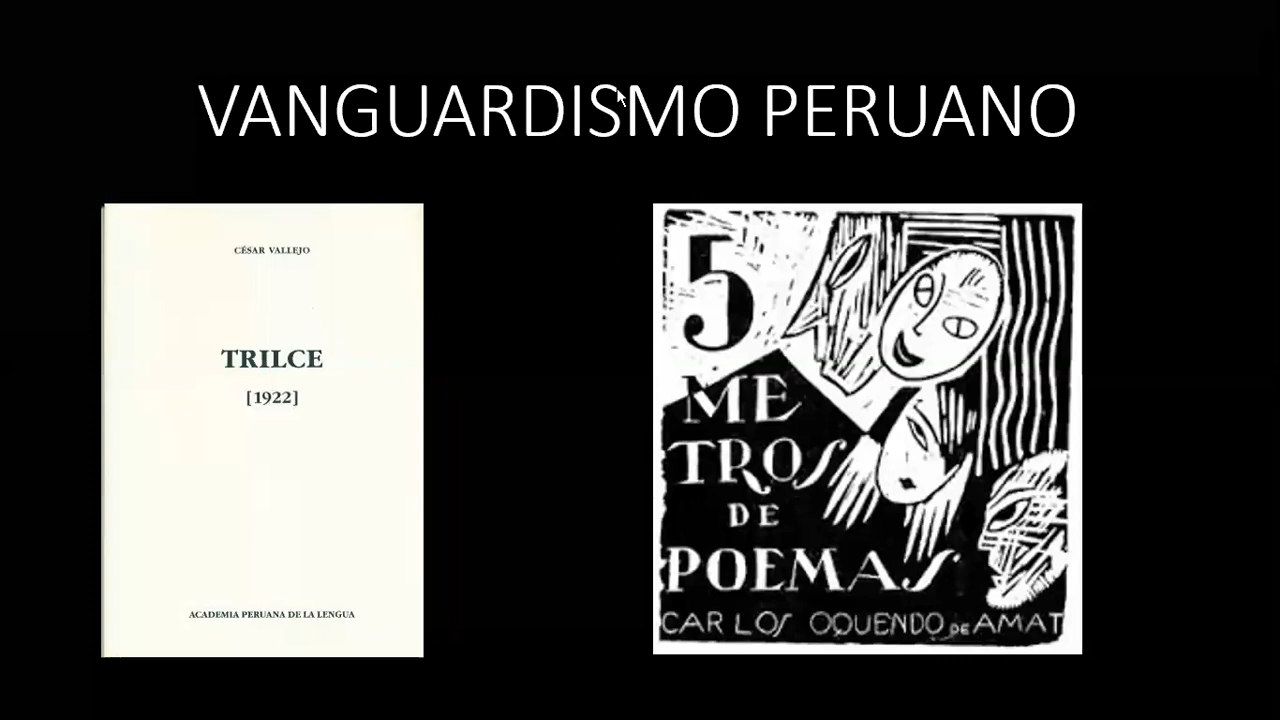 VANGUARDISMO PERUANO
CÉSAR VALLEJO
TRILCE
[1922]
ACADEMIA PERUANA DE LA LENGUA
5
ME
TROS
DE
POEMAS
CARLOS OQUENDO DE AMAT